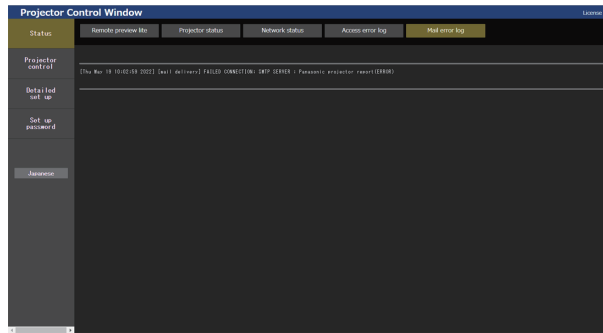 Projector Control Window
License
Status
Remote preview lite
Projector status
Network status
Access error log
Mail error log
Projector
control
[Thu May 19 10:02:59 2022] [mail delivery] FAILED CONNECTION: SMTP SERVER : Panasonic projector report(ERROR)
Detailed
set up
Set up
password
Japanese